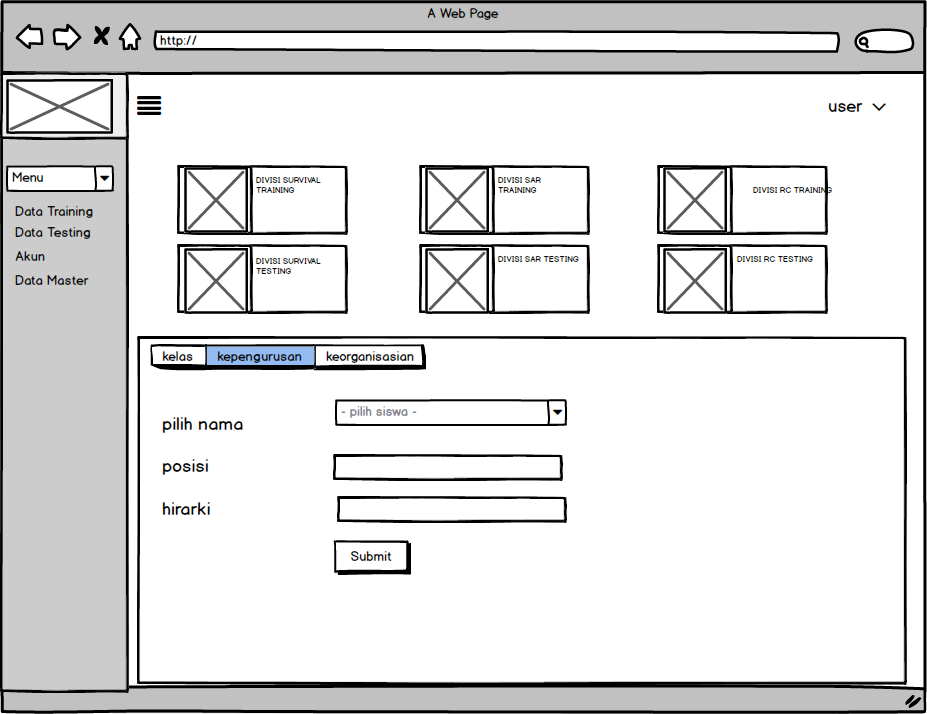 A Web Page
http://
user
Menu
Data Training
Data Testing
Akun
Data Master
DIVISI SURVIVAL
TRAINING
DIVISI SAR
TRAINING
DIVISI RC TRAINING
DIVISI SURVIVAL
TESTING
DIVISI SAR TESTING
DIVISI RC TESTING
kelas kepengurusan keorganisasian
pilih nama - pilih siswa -
posisi
hirarki
Submit